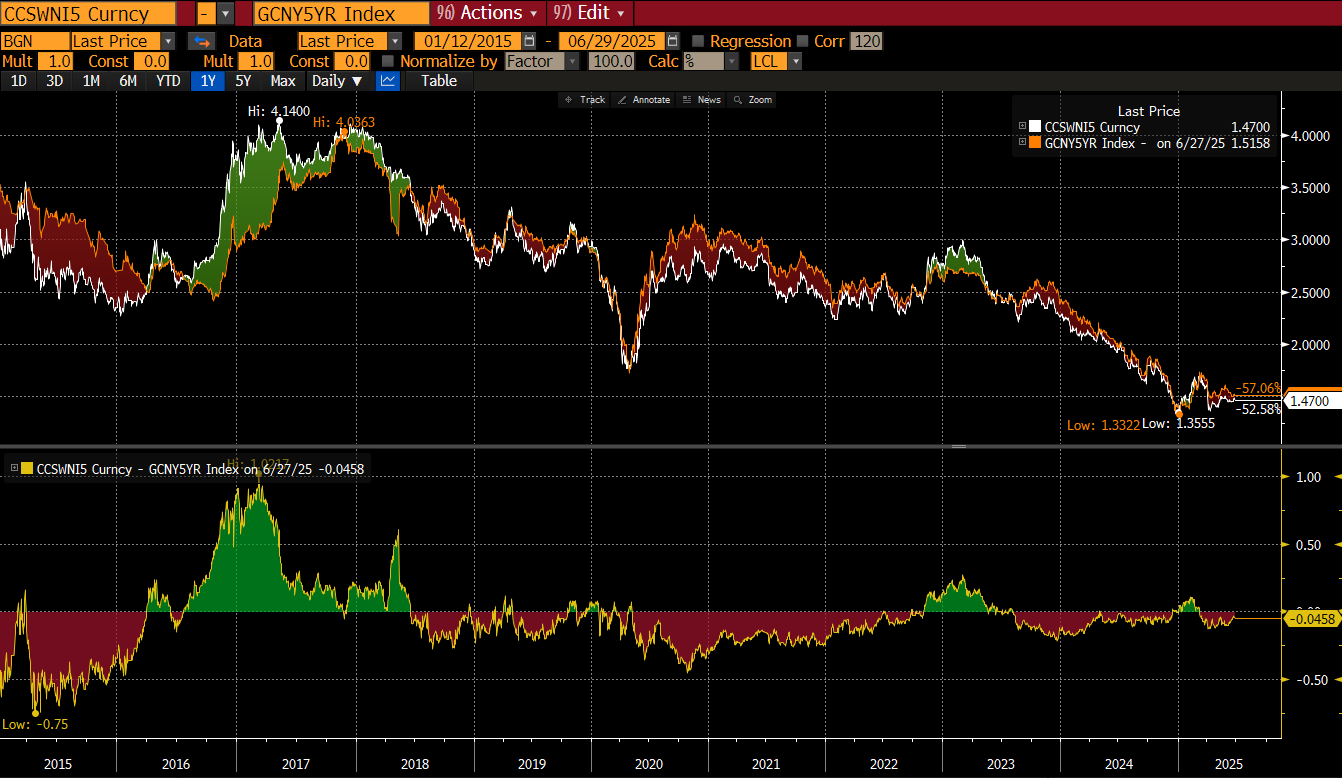 CCSWNI5 Curncy - GCNY5YR Index 96) Actions 97) Edit
BGN Last Price Data Last Price 01/12/2015 - 06/29/2025 Regression Corr 120
Mult 1.0 Const 0.0 Mult 1.0 Const 0.0 Normalize by Factor 100.0 Calc % LCL
1D 3D 1M 6M YTD 1Y 5Y Max Daily ▼ Table
Track Annotate News Zoom
Last Price
CCSWNI5 Curncy 1.4700
GCNY5YR Index - on 6/27/25 1.5158
Hi: 4.1400
Hi: 4.0363
4.0000
3.5000
3.0000
2.5000
2.0000
-57.06%
1.4700
-52.58%
Low: 1.3322 Low: 1.3555
Hi: 1.0217
CCSWNI5 Curncy - GCNY5YR Index on 6/27/25 -0.0458
1.00
0.50
0.00
-0.0458
-0.50
Low: -0.75
2015 2016 2017 2018 2019 2020 2021 2022 2023 2024 2025